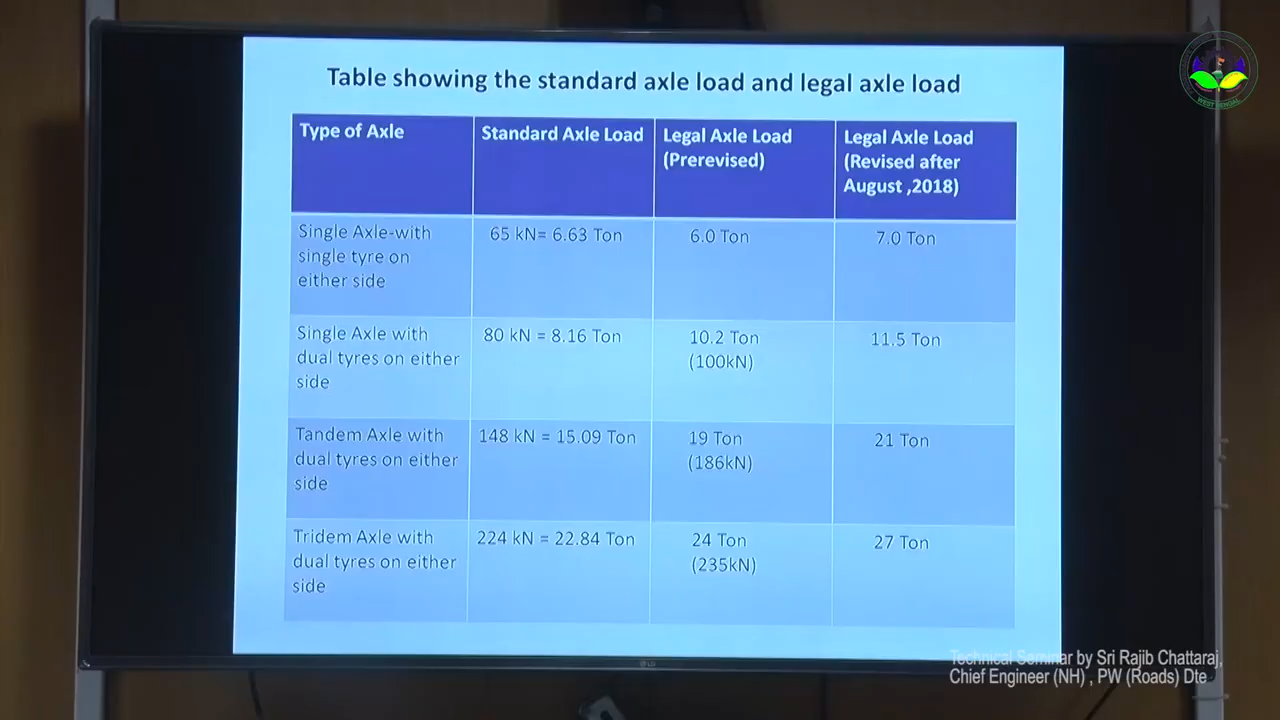 Table showing the standard axle load and legal axle load
Type of Axle
Standard Axle Load
Legal Axle Load
(Prerevised)
Legal Axle Load
(Revised after
August ,2018)
Single Axle-with
single tyre on
either side
65 kN= 6.63 Ton
6.0 Ton
7.0 Ton
Single Axle with
dual tyres on either
side
80 kN = 8.16 Ton
10.2 Ton
(100kN)
11.5 Ton
Tandem Axle with
dual tyres on either
side
148 kN = 15.09 Ton
19 Ton
(186kN)
21 Ton
Tridem Axle with
dual tyres on either
side
224 kN = 22.84 Ton
24 Ton
(235kN)
27 Ton
LG
WEST BENGAL
Technical Seminar by Sri Rajib Chattaraj,
Chief Engineer (NH) , PW (Roads) Dte